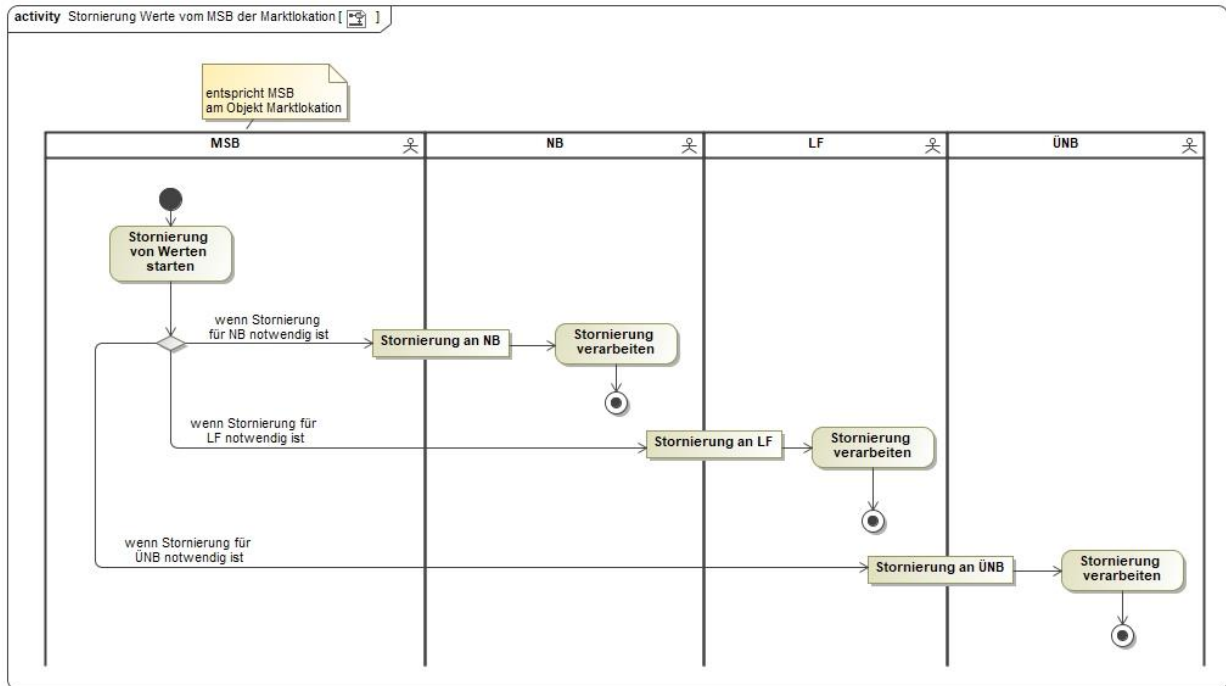 activity Stornierung Werte vom MSB der Marktlokation [ ]
entspricht MSB
am Objekt Marktlokation
MSB
NB
LF
ÜNB
Stornierung
von Werten
starten
wenn Stornierung
für NB notwendig ist
Stornierung an NB
Stornierung
verarbeiten
wenn Stornierung für
LF notwendig ist
Stornierung an LF
Stornierung
verarbeiten
wenn Stornierung für
ÜNB notwendig ist
Stornierung an ÜNB
Stornierung
verarbeiten